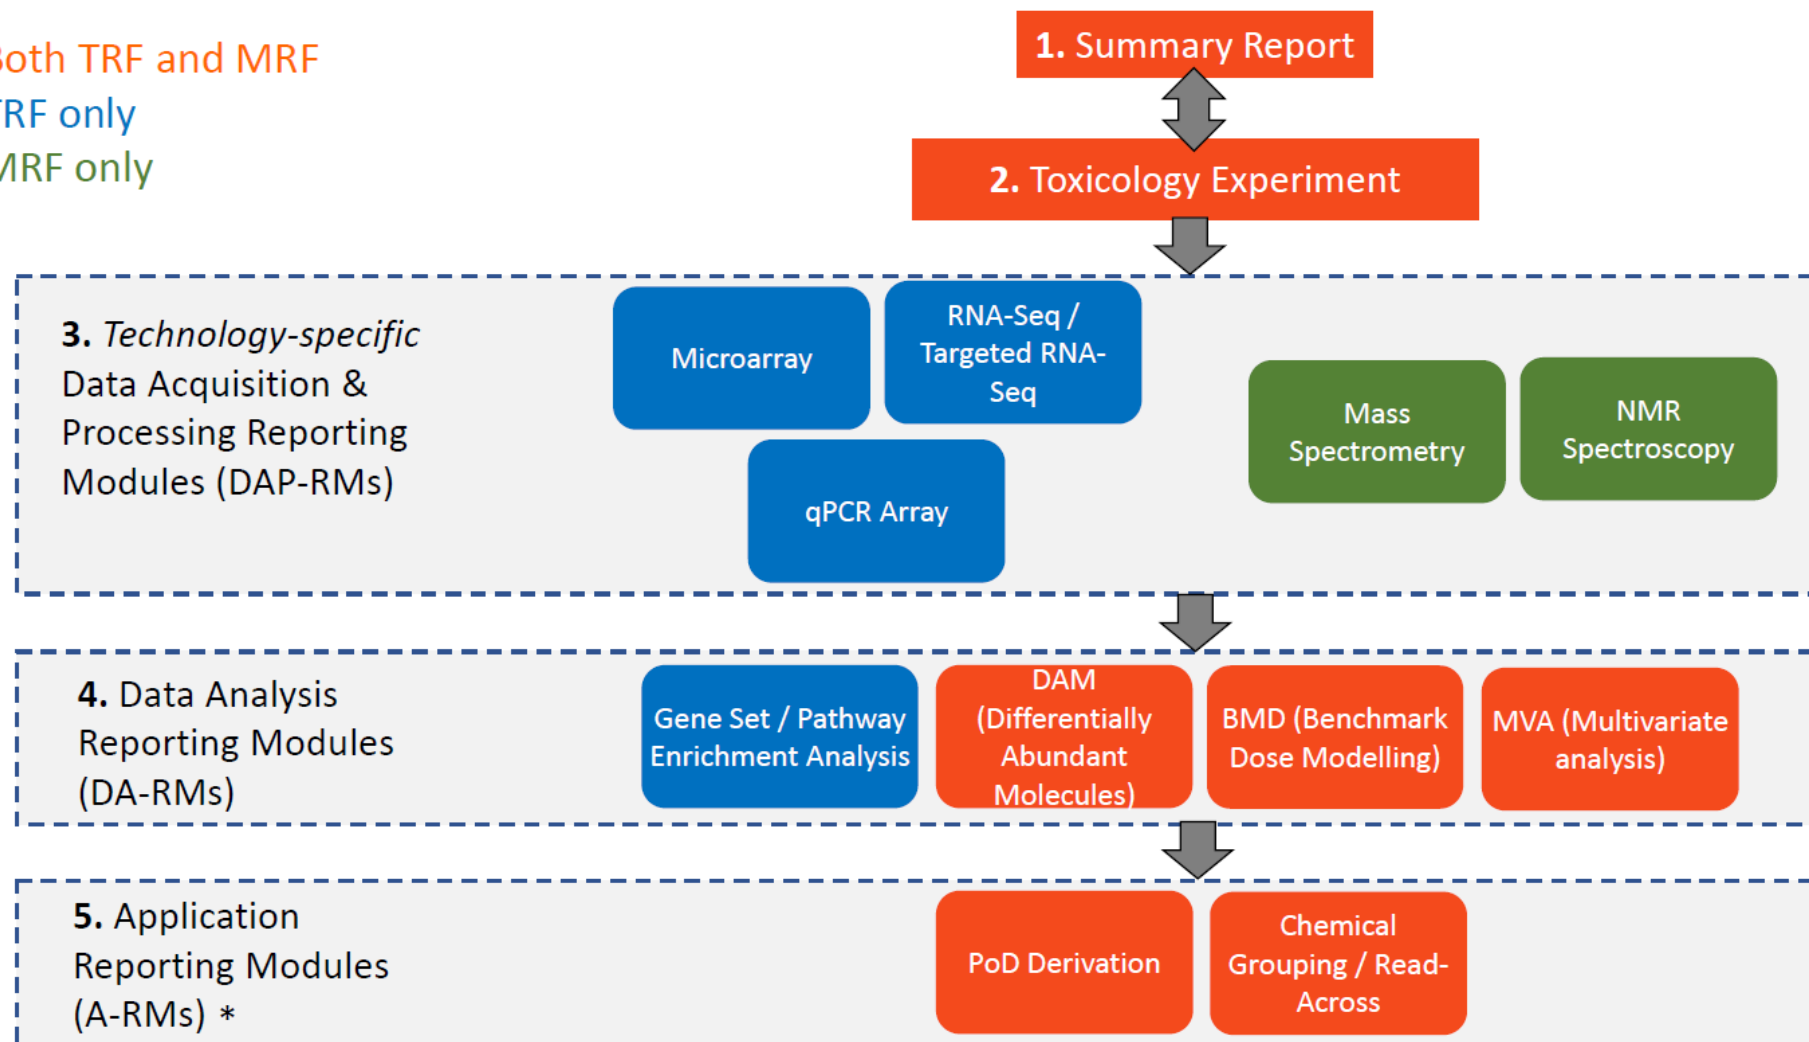 Both TRF and MRF
TRF only
MRF only
1. Summary Report
2. Toxicology Experiment
3. Technology-specific
Data Acquisition &
Processing Reporting
Modules (DAP-RMs)
Microarray
RNA-Seq /
Targeted RNA-
Seq
qPCR Array
Mass
Spectrometry
NMR
Spectroscopy
4. Data Analysis
Reporting Modules
(DA-RMs)
Gene Set / Pathway
Enrichment Analysis
DAM
(Differentially
Abundant
Molecules)
BMD (Benchmark
Dose Modelling)
MVA (Multivariate
analysis)
5. Application
Reporting Modules
(A-RMs) *
PoD Derivation
Chemical
Grouping / Read-
Across